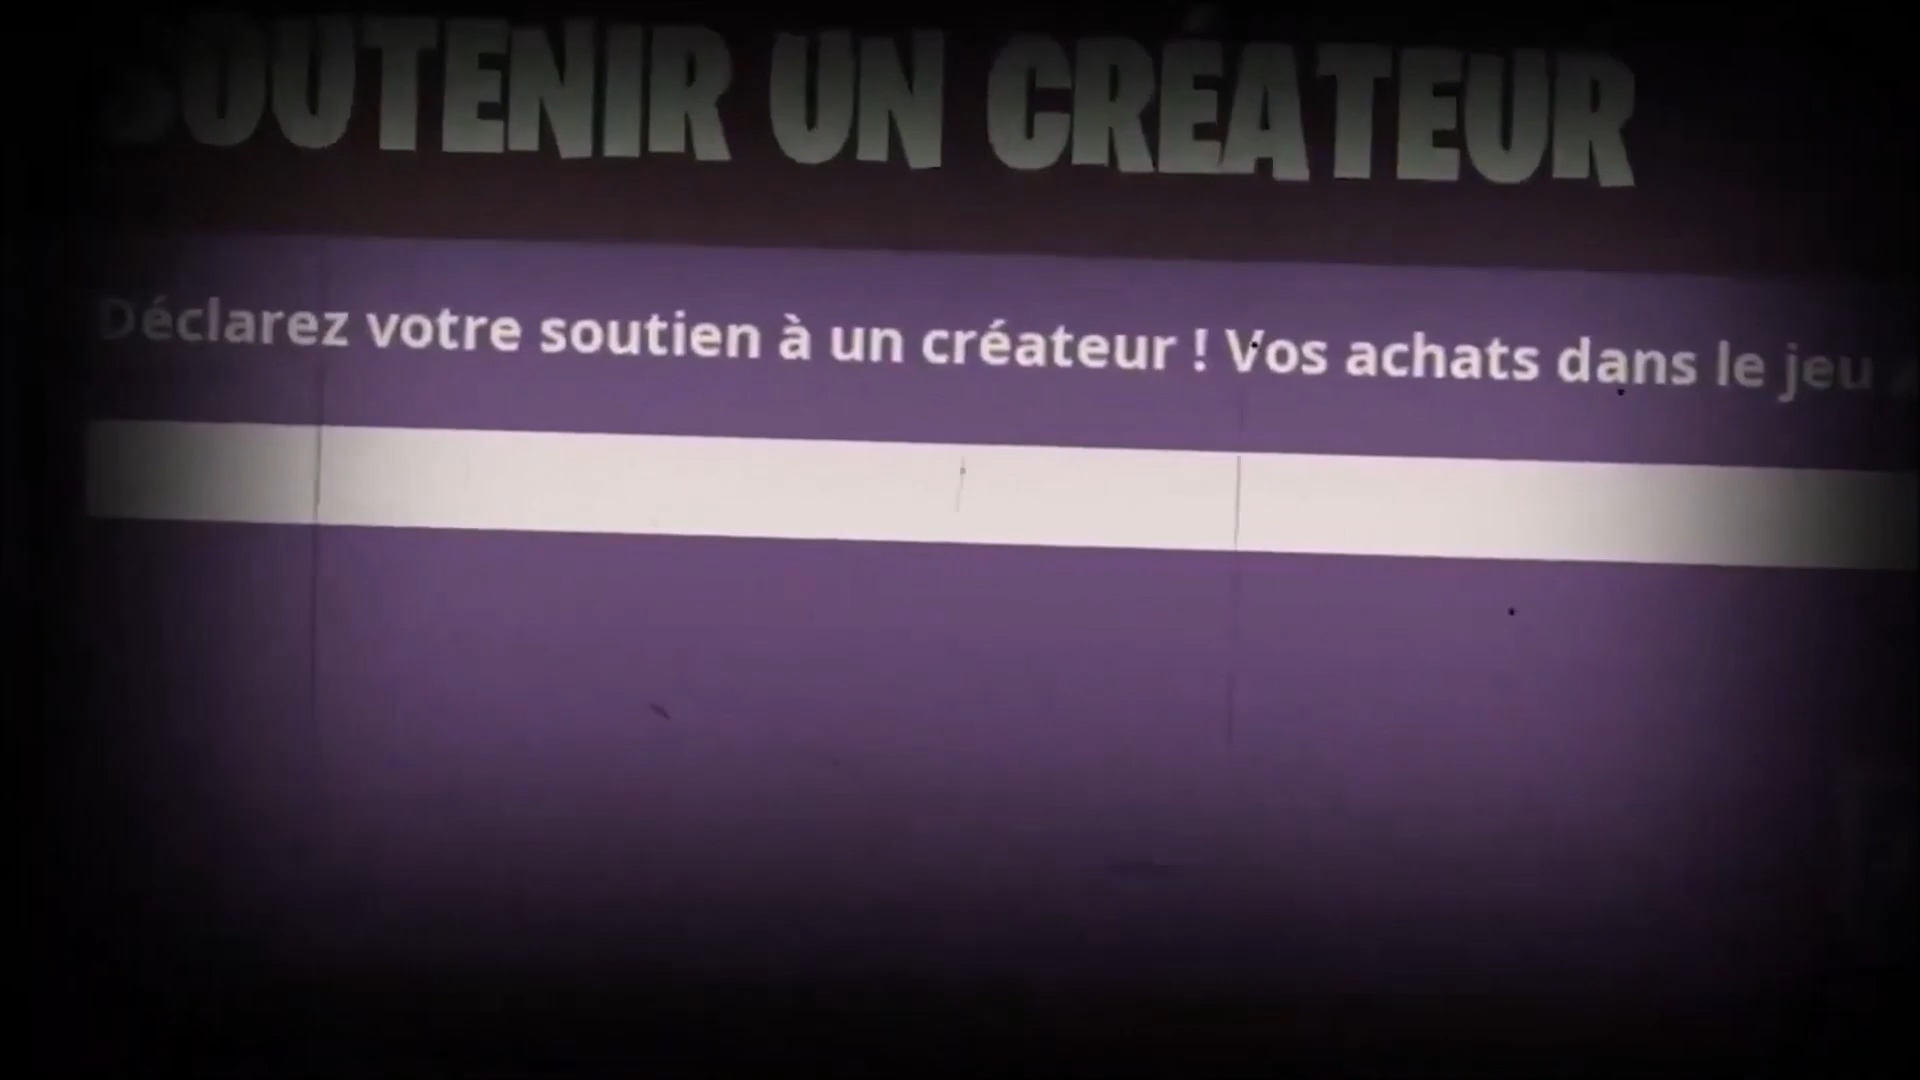 SOUTENIR UN CRÉATEUR
Déclarez votre soutien à un créateur ! Vos achats dans le jeu